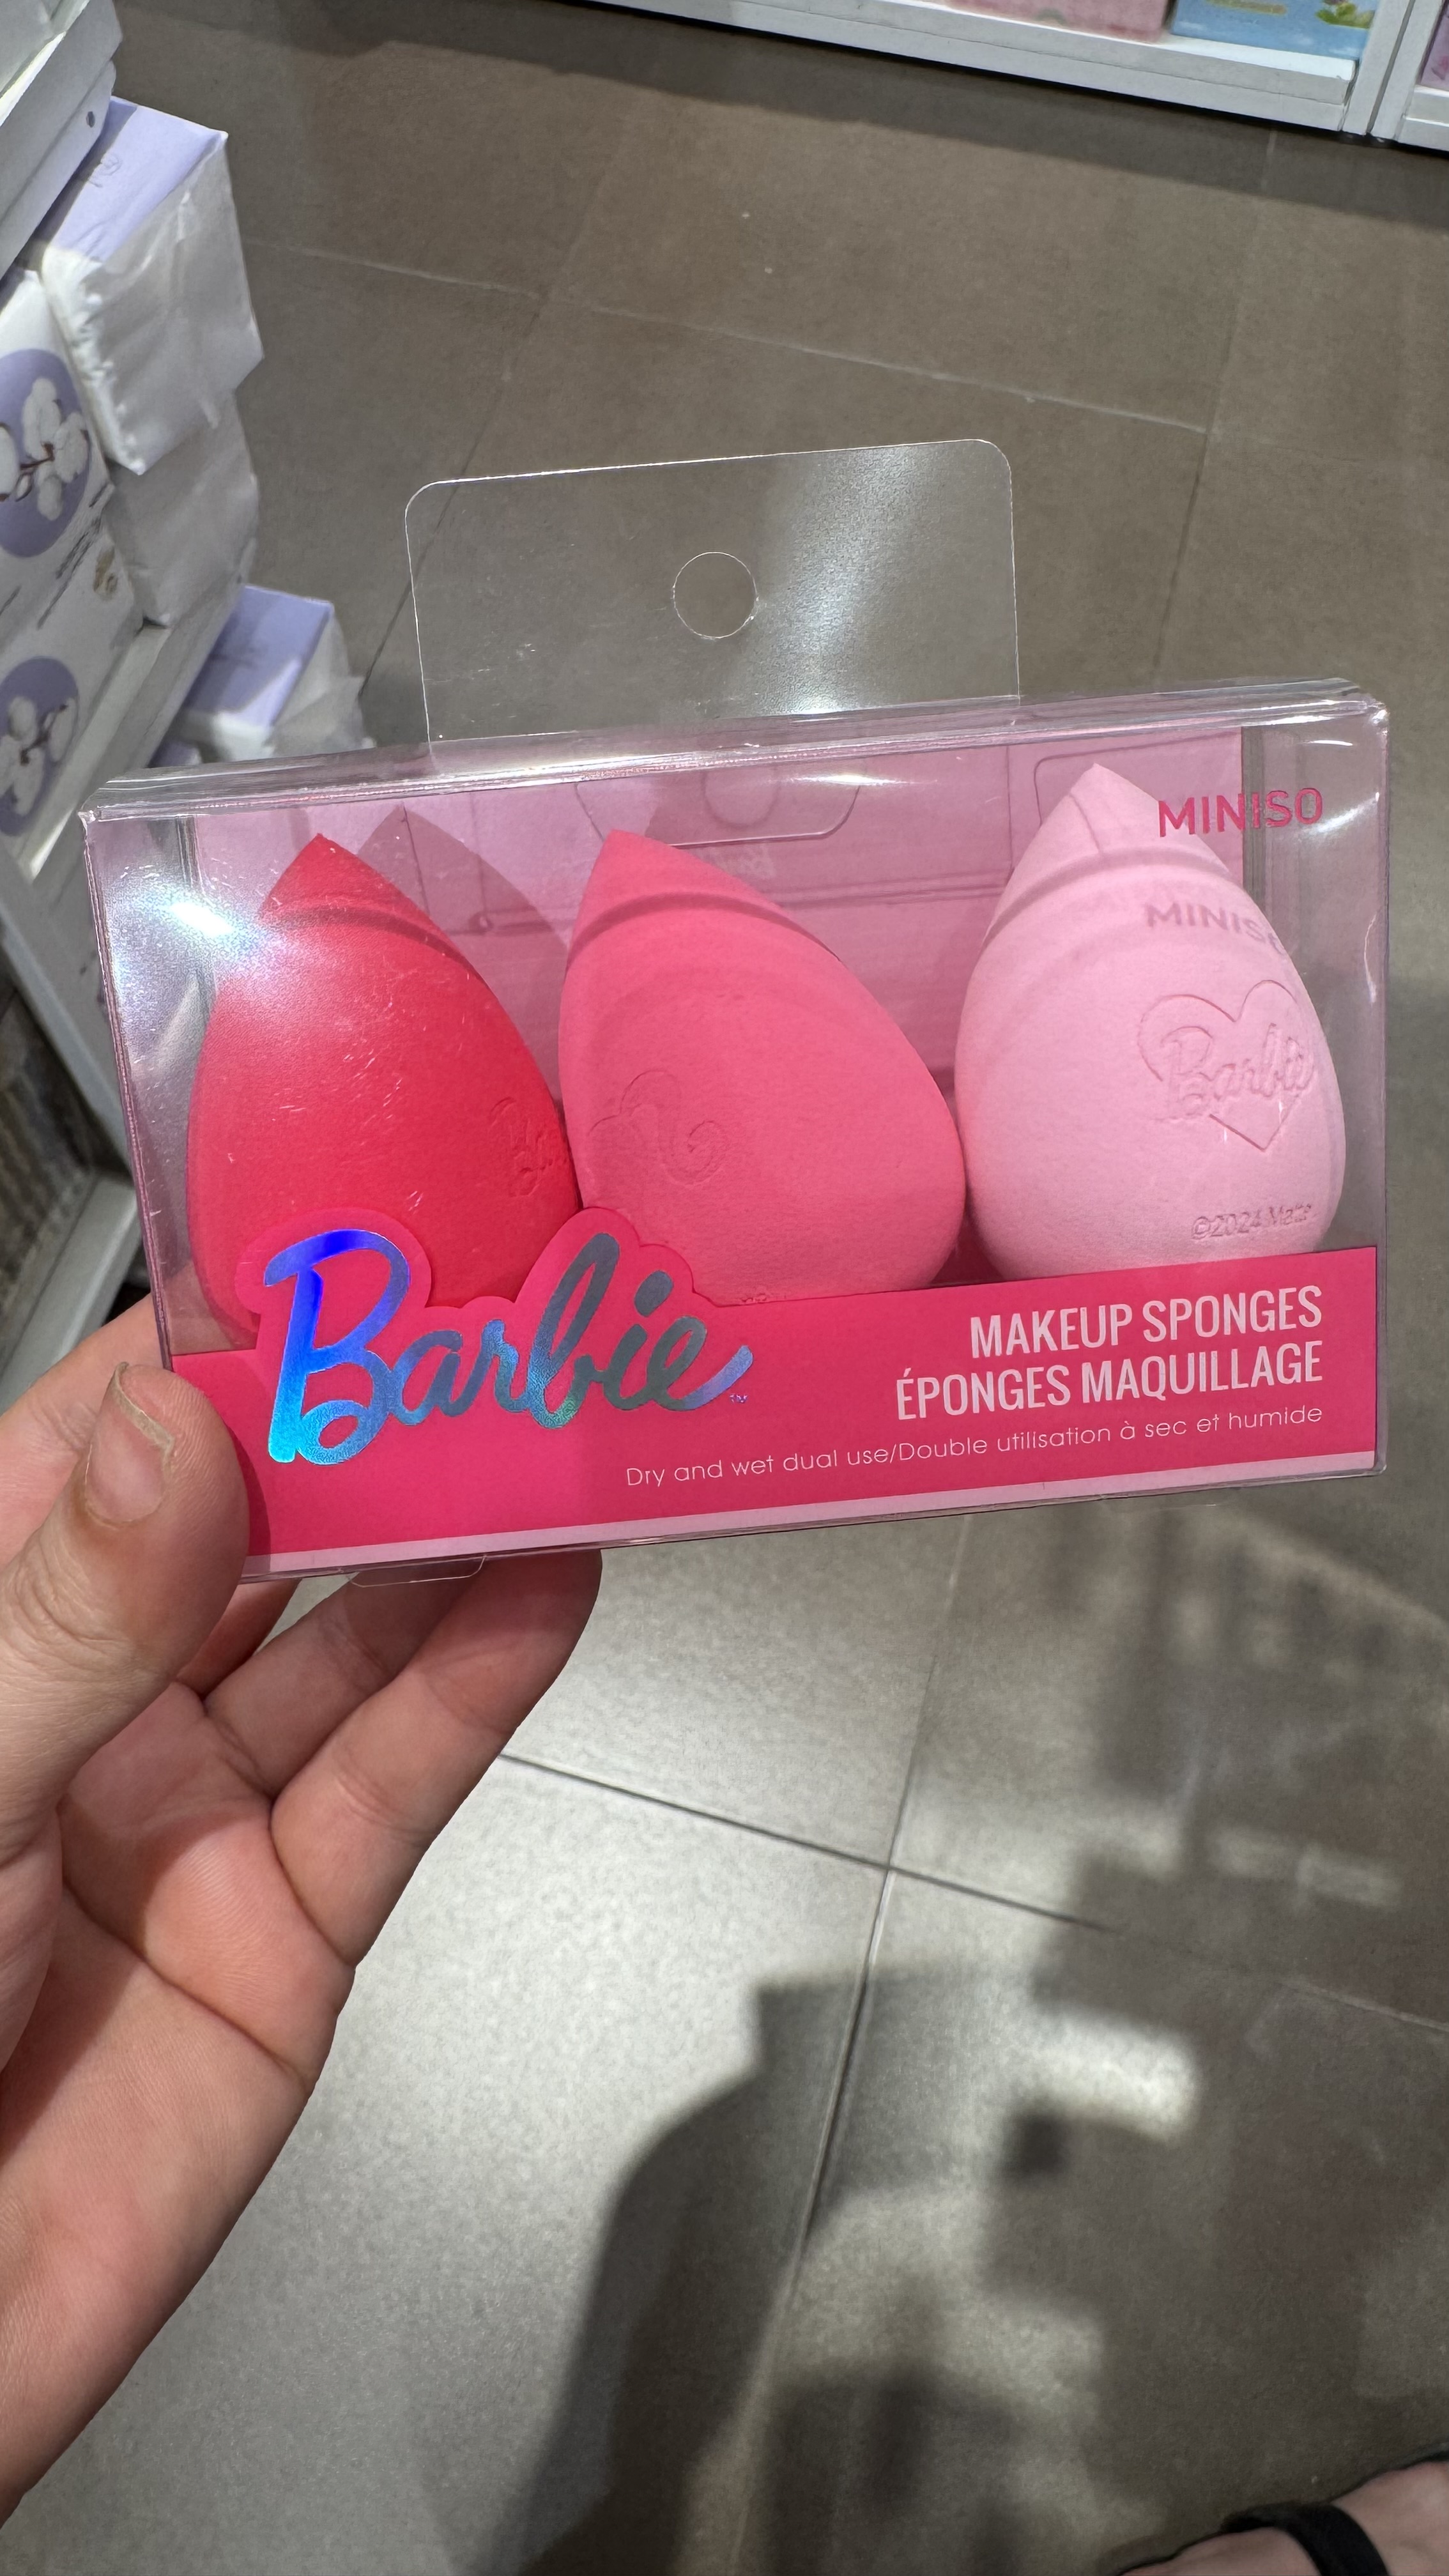 MINISO
MINISO
Barbie
©2024 Mattel
Barbie™
MAKEUP SPONGES
ÉPONGES MAQUILLAGE
Dry and wet dual use/Double utilisation à sec et humide